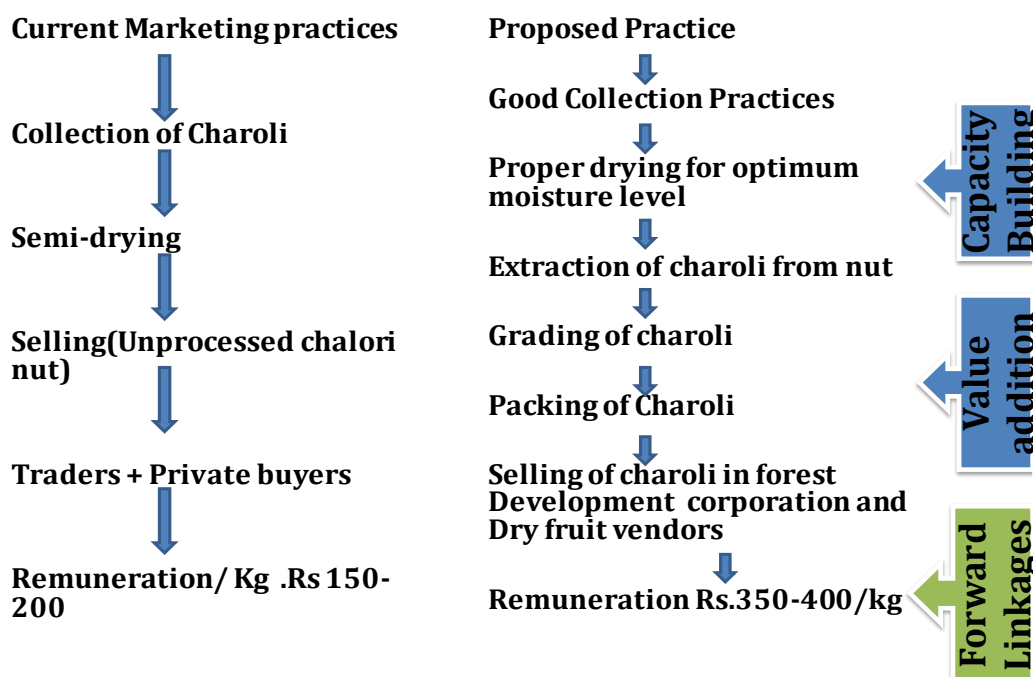 Current Marketing practices
Collection of Charoli
Semi-drying
Selling(Unprocessed chalori
nut)
Traders + Private buyers
Remuneration/ Kg .Rs 150-
200
Proposed Practice
Good Collection Practices
Proper drying for optimum
moisture level
Extraction of charoli from nut
Grading of charoli
Packing of Charoli
Selling of charoli in forest
Development corporation and
Dry fruit vendors
Remuneration Rs.350-400/kg
Capacity
Building
Value
addition
Forward
Linkages